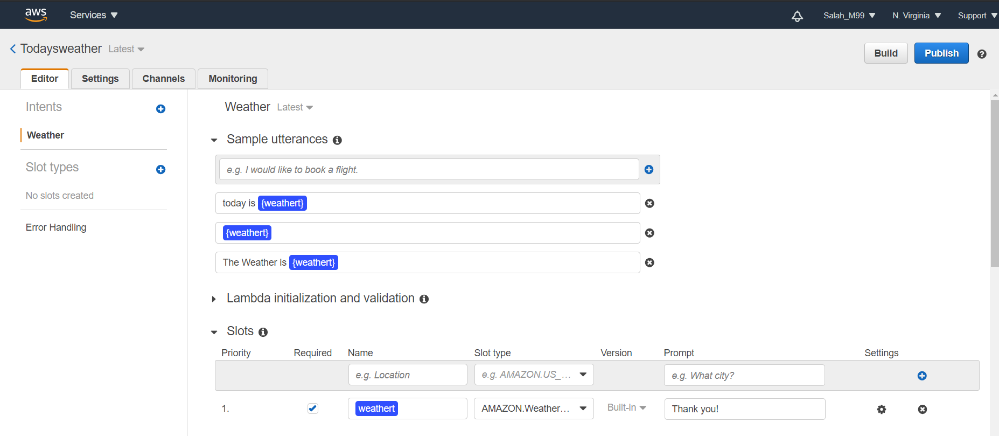 aws Services Salah_M99 N. Virginia Support
Todaysweather Latest Build Publish
Editor Settings Channels Monitoring
Intents
Weather
Slot types
No slots created
Error Handling
Weather Latest
Sample utterances
e.g. I would like to book a flight.
today is {weathert}
{weathert}
The Weather is {weathert}
Lambda initialization and validation
Slots
Priority Required Name Slot type Version Prompt Settings
e.g. Location e.g. AMAZON.US_... e.g. What city?
1. weathert AMAZON.Weather... Built-in Thank you!